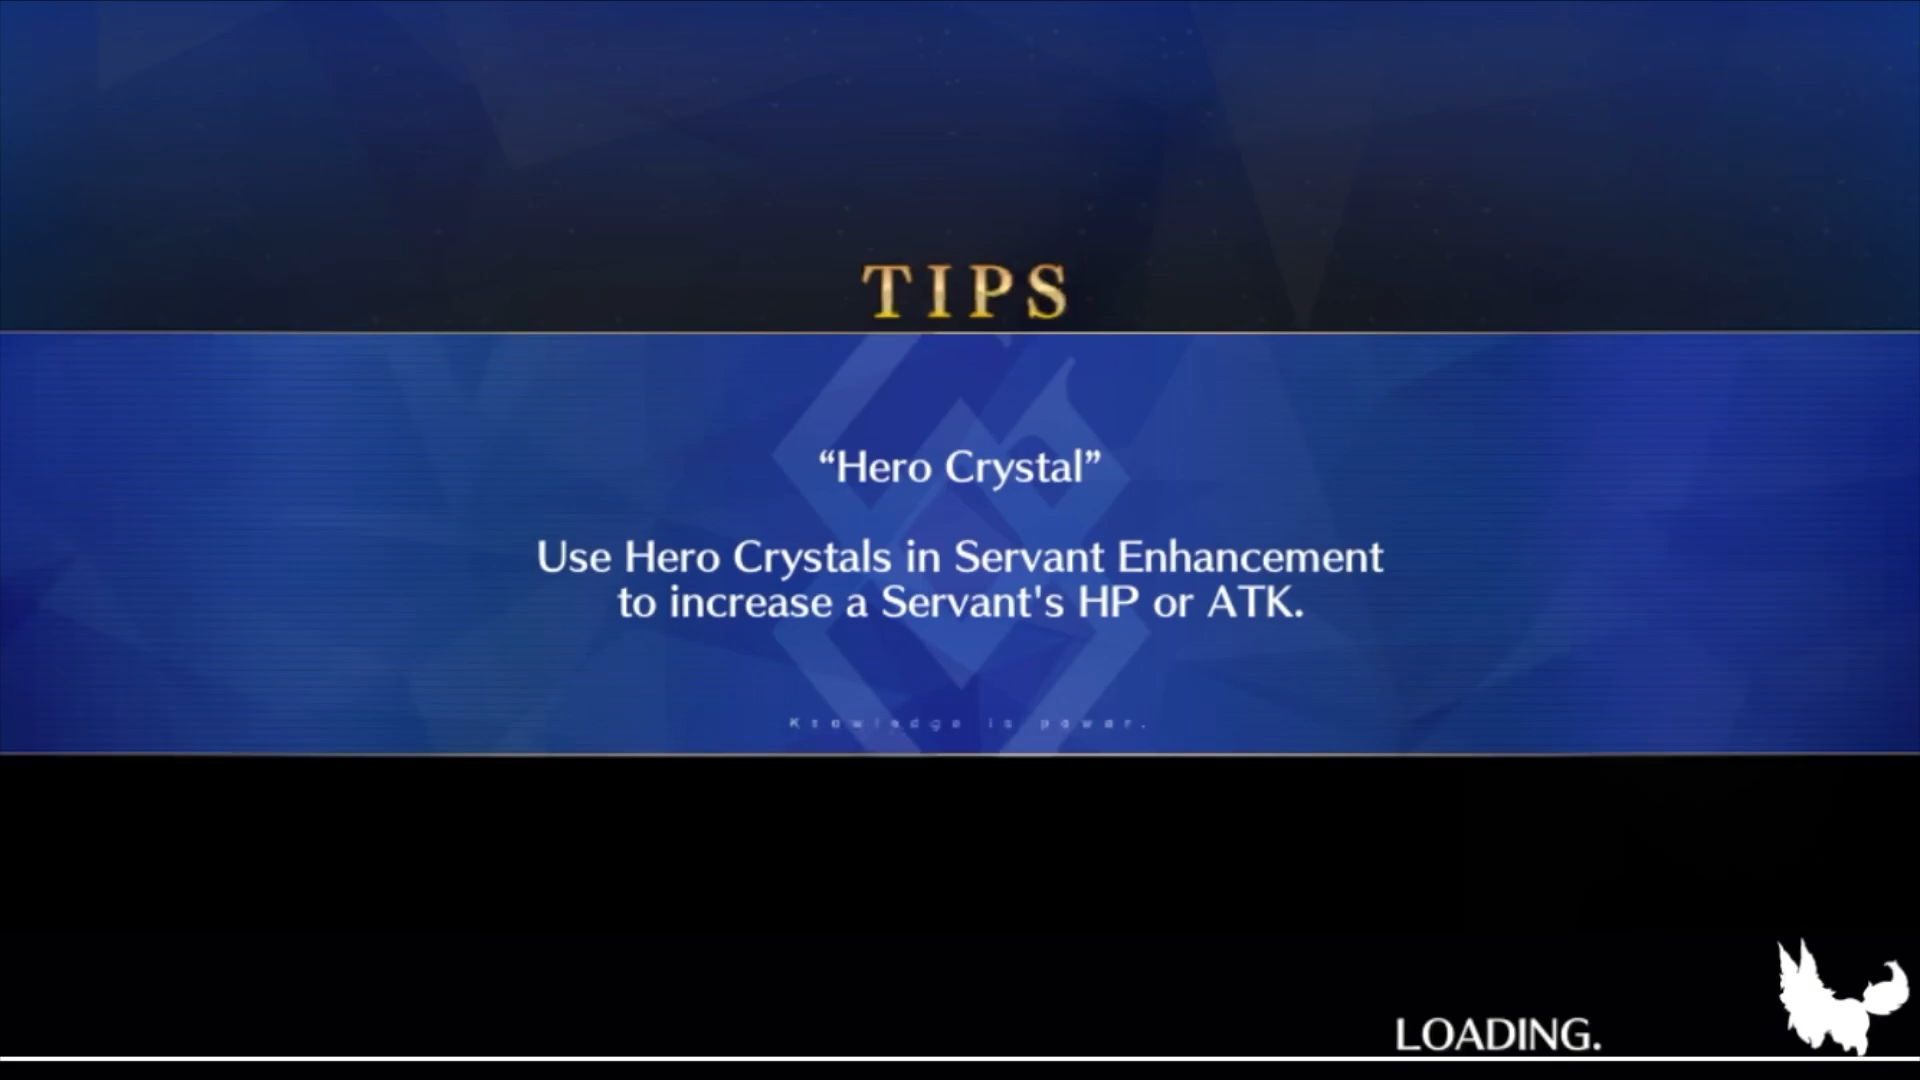 TIPS
“Hero Crystal”
Use Hero Crystals in Servant Enhancement
to increase a Servant's HP or ATK.
Knowledge is power.
LOADING.